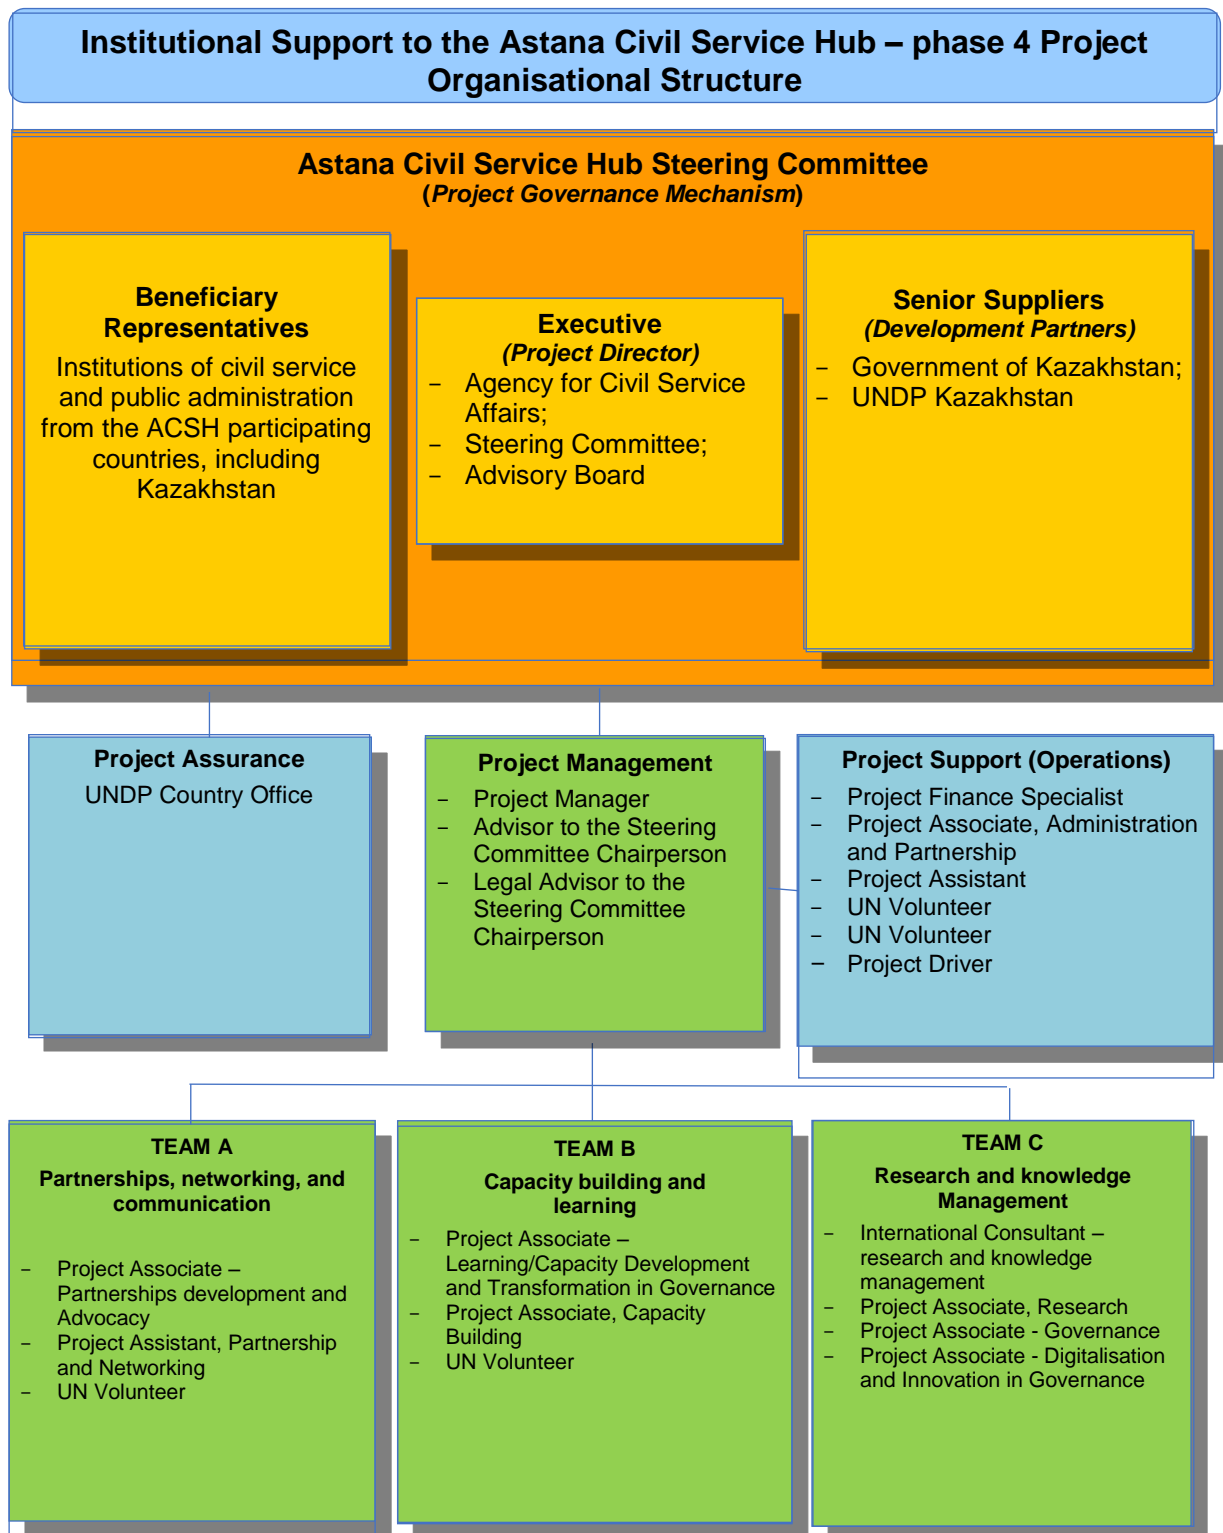 Institutional Support to the Astana Civil Service Hub – phase 4 Project
Organisational Structure
Astana Civil Service Hub Steering Committee
(Project Governance Mechanism)
Beneficiary
Representatives
Institutions of civil service
and public administration
from the ACSH participating
countries, including
Kazakhstan
Executive
(Project Director)
– Agency for Civil Service
Affairs;
– Steering Committee;
– Advisory Board
Senior Suppliers
(Development Partners)
– Government of Kazakhstan;
– UNDP Kazakhstan
Project Assurance
UNDP Country Office
Project Management
– Project Manager
– Advisor to the Steering
Committee Chairperson
– Legal Advisor to the
Steering Committee
Chairperson
Project Support (Operations)
– Project Finance Specialist
– Project Associate, Administration
and Partnership
– Project Assistant
– UN Volunteer
– UN Volunteer
– Project Driver
TEAM A
Partnerships, networking, and
communication
– Project Associate –
Partnerships development and
Advocacy
– Project Assistant, Partnership
and Networking
– UN Volunteer
TEAM B
Capacity building and
learning
– Project Associate –
Learning/Capacity Development
and Transformation in Governance
– Project Associate, Capacity
Building
– UN Volunteer
TEAM C
Research and knowledge
Management
– International Consultant –
research and knowledge
management
– Project Associate, Research
– Project Associate - Governance
– Project Associate - Digitalisation
and Innovation in Governance